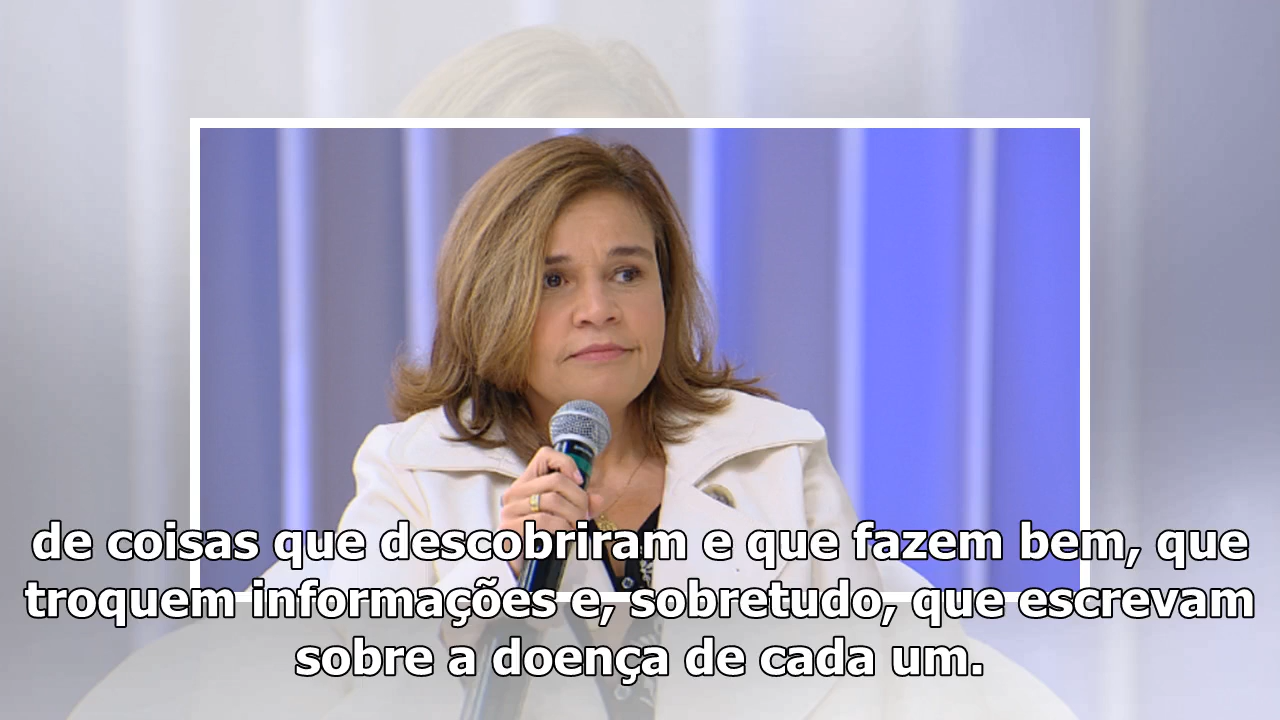 de coisas que descobriram e que fazem bem, que
troquem informações e, sobretudo, que escrevam
sobre a doença de cada um.